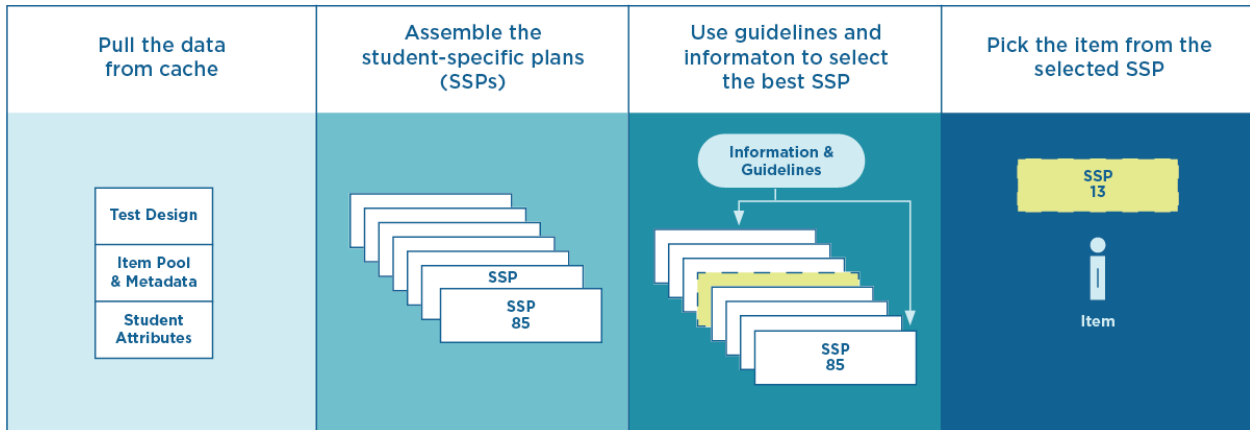 Pull the data
from cache
Assemble the
student-specific plans
(SSPs)
Use guidelines and
informaton to select
the best SSP
Pick the item from the
selected SSP
Test Design
Item Pool
& Metadata
Student
Attributes
SSP
SSP
85
Information &
Guidelines
SSP
85
SSP
13
I
Item